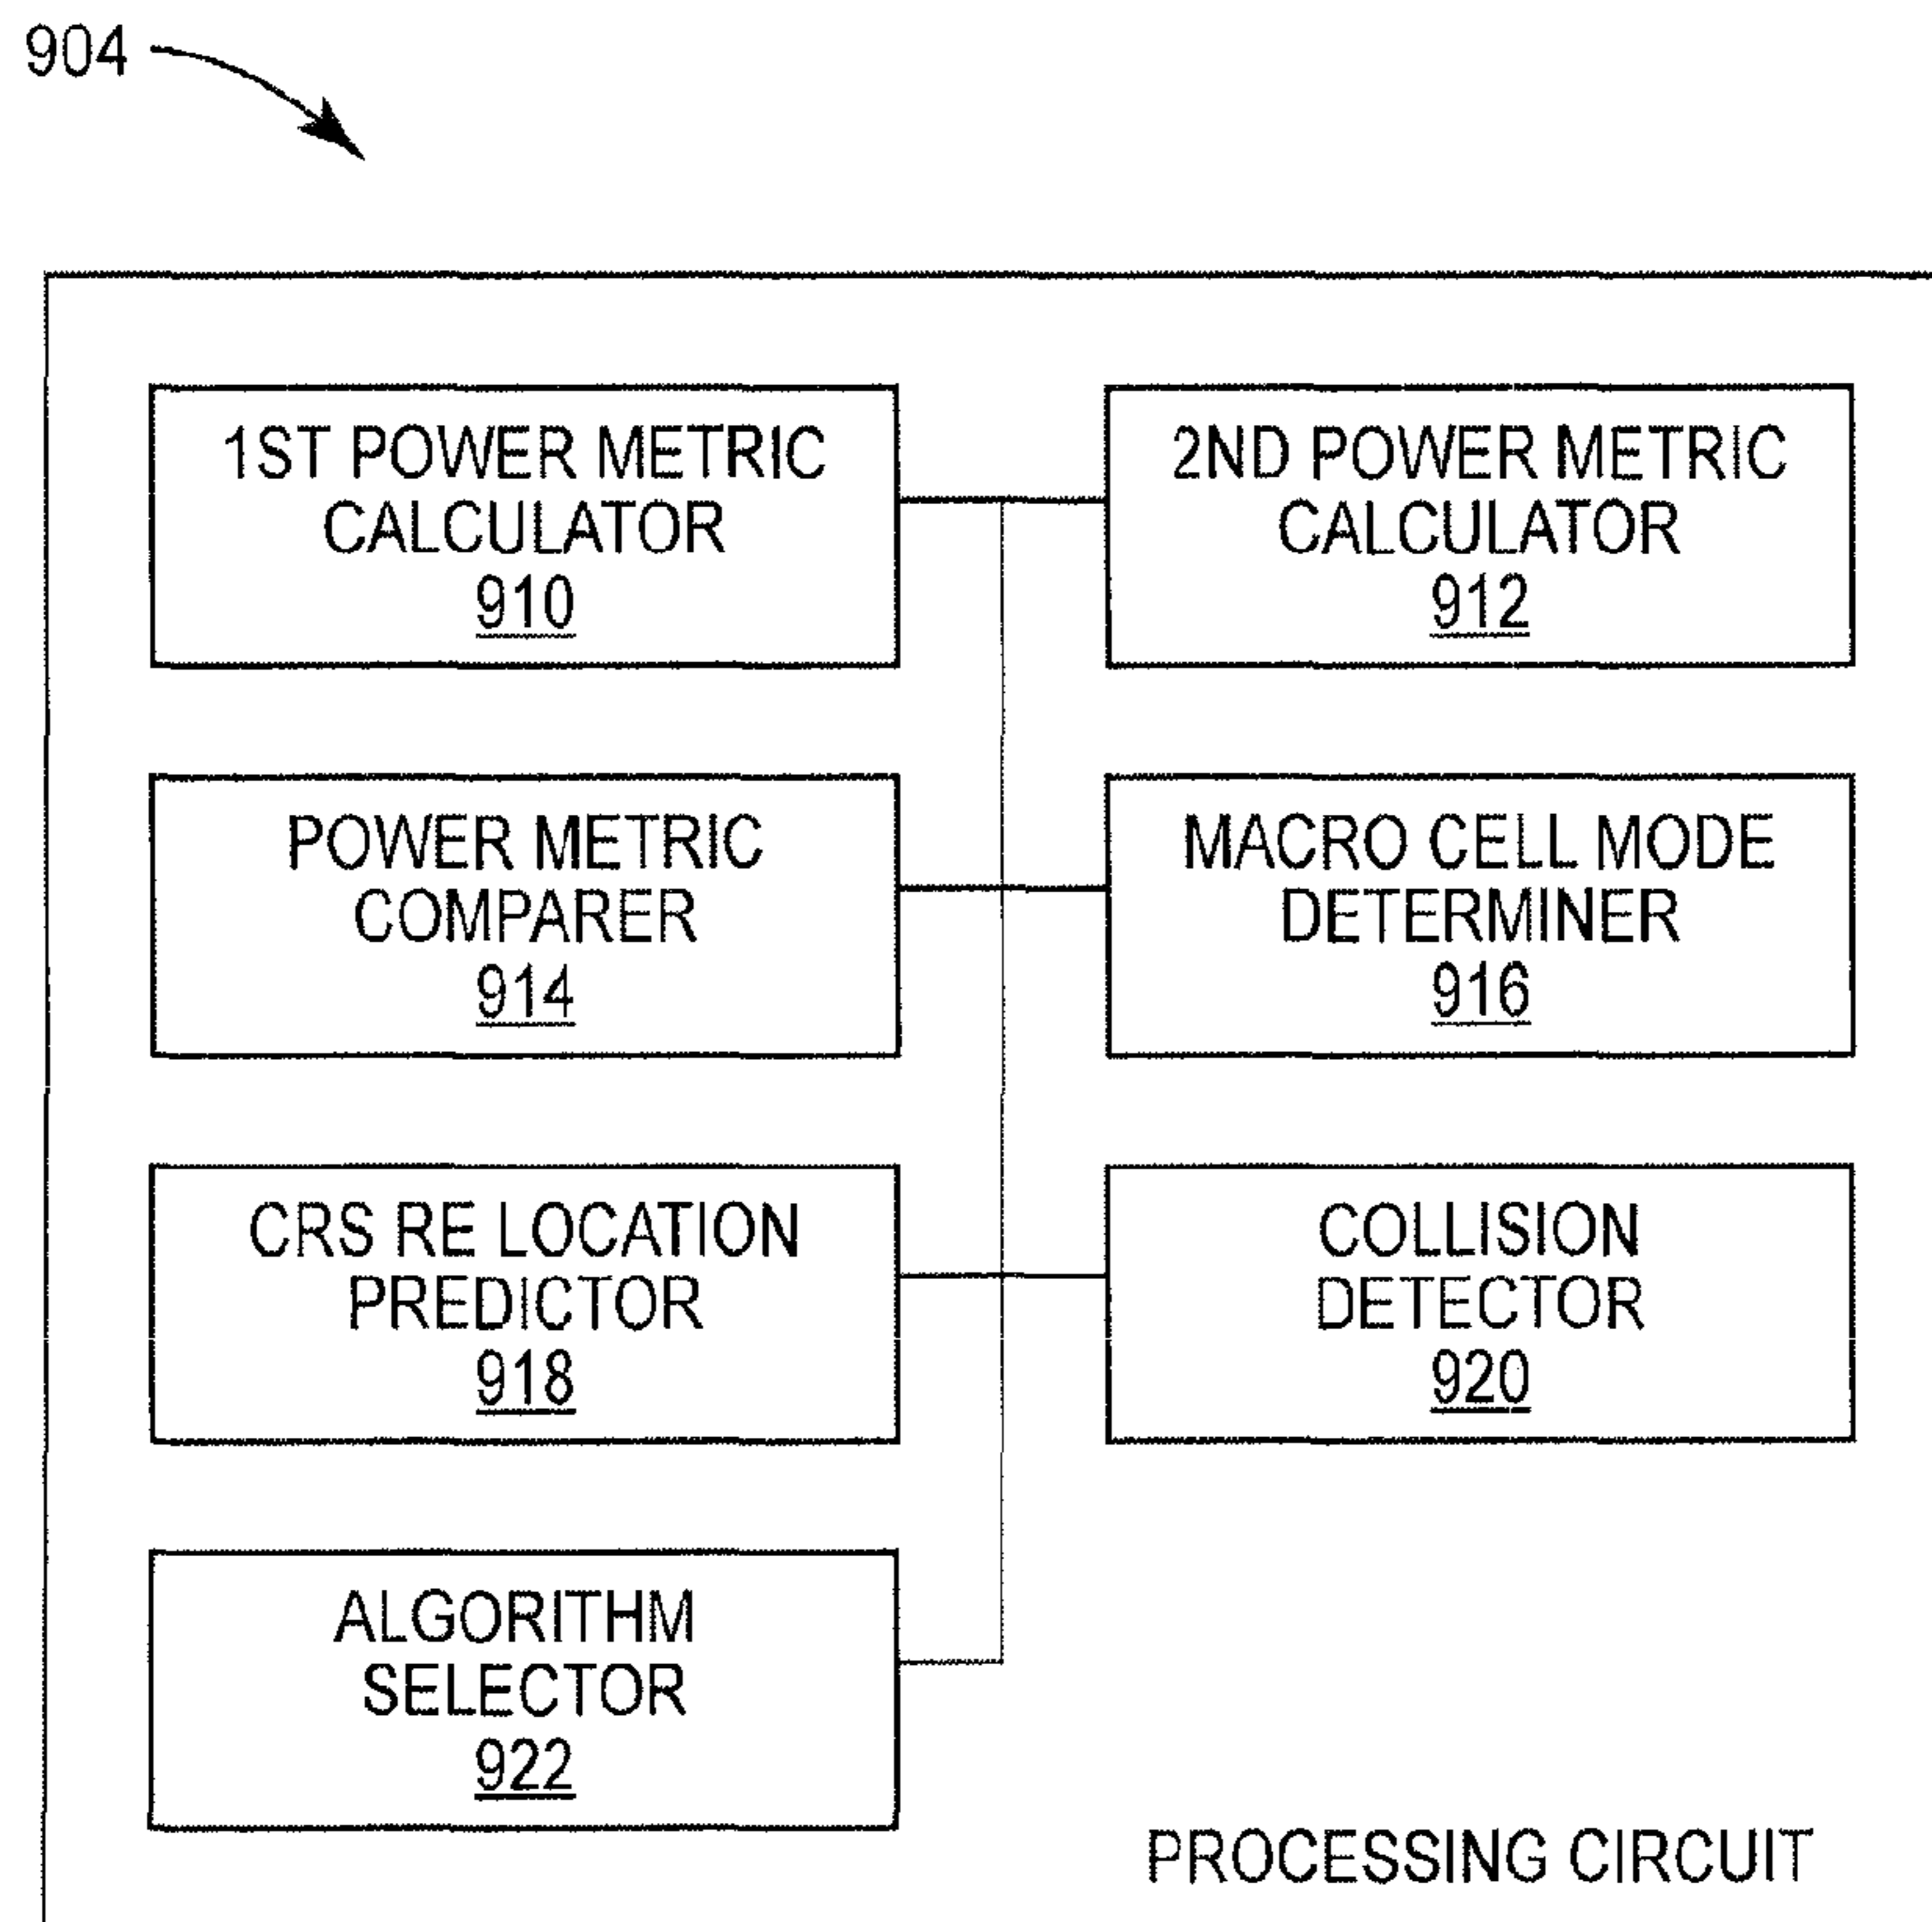 904
1ST POWER METRIC
CALCULATOR
910
2ND POWER METRIC
CALCULATOR
912
POWER METRIC
COMPARER
914
MACRO CELL MODE
DETERMINER
916
CRS RE LOCATION
PREDICTOR
918
COLLISION
DETECTOR
920
ALGORITHM
SELECTOR
922
PROCESSING CIRCUIT